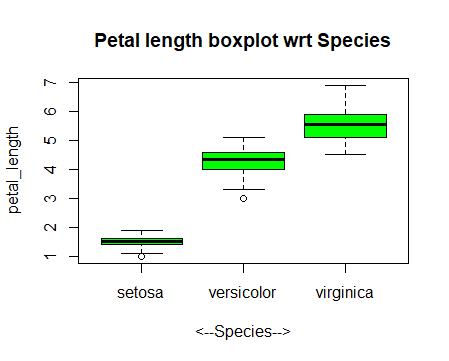 Petal length boxplot wrt Species
petal_length
7
6
5
4
3
2
1
setosa versicolor virginica
<--Species-->